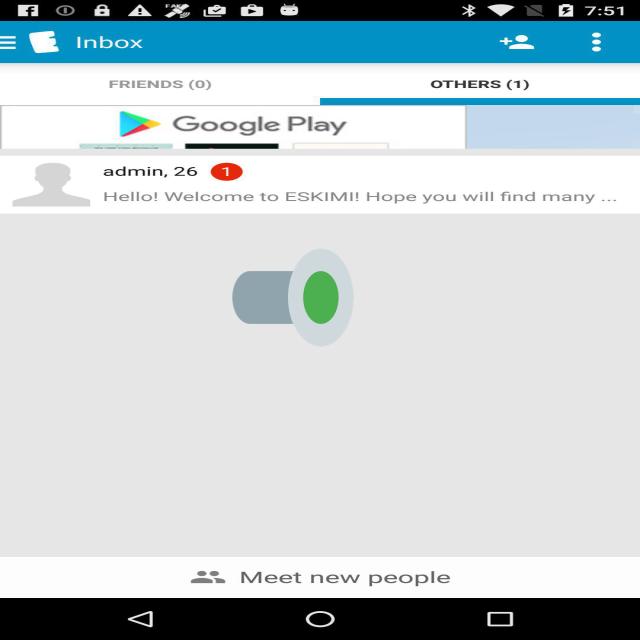 7:51
Inbox
FRIENDS (0)
OTHERS (1)
Google Play
admin, 26 1
Hello! Welcome to ESKIMI! Hope you will find many ...
Meet new people